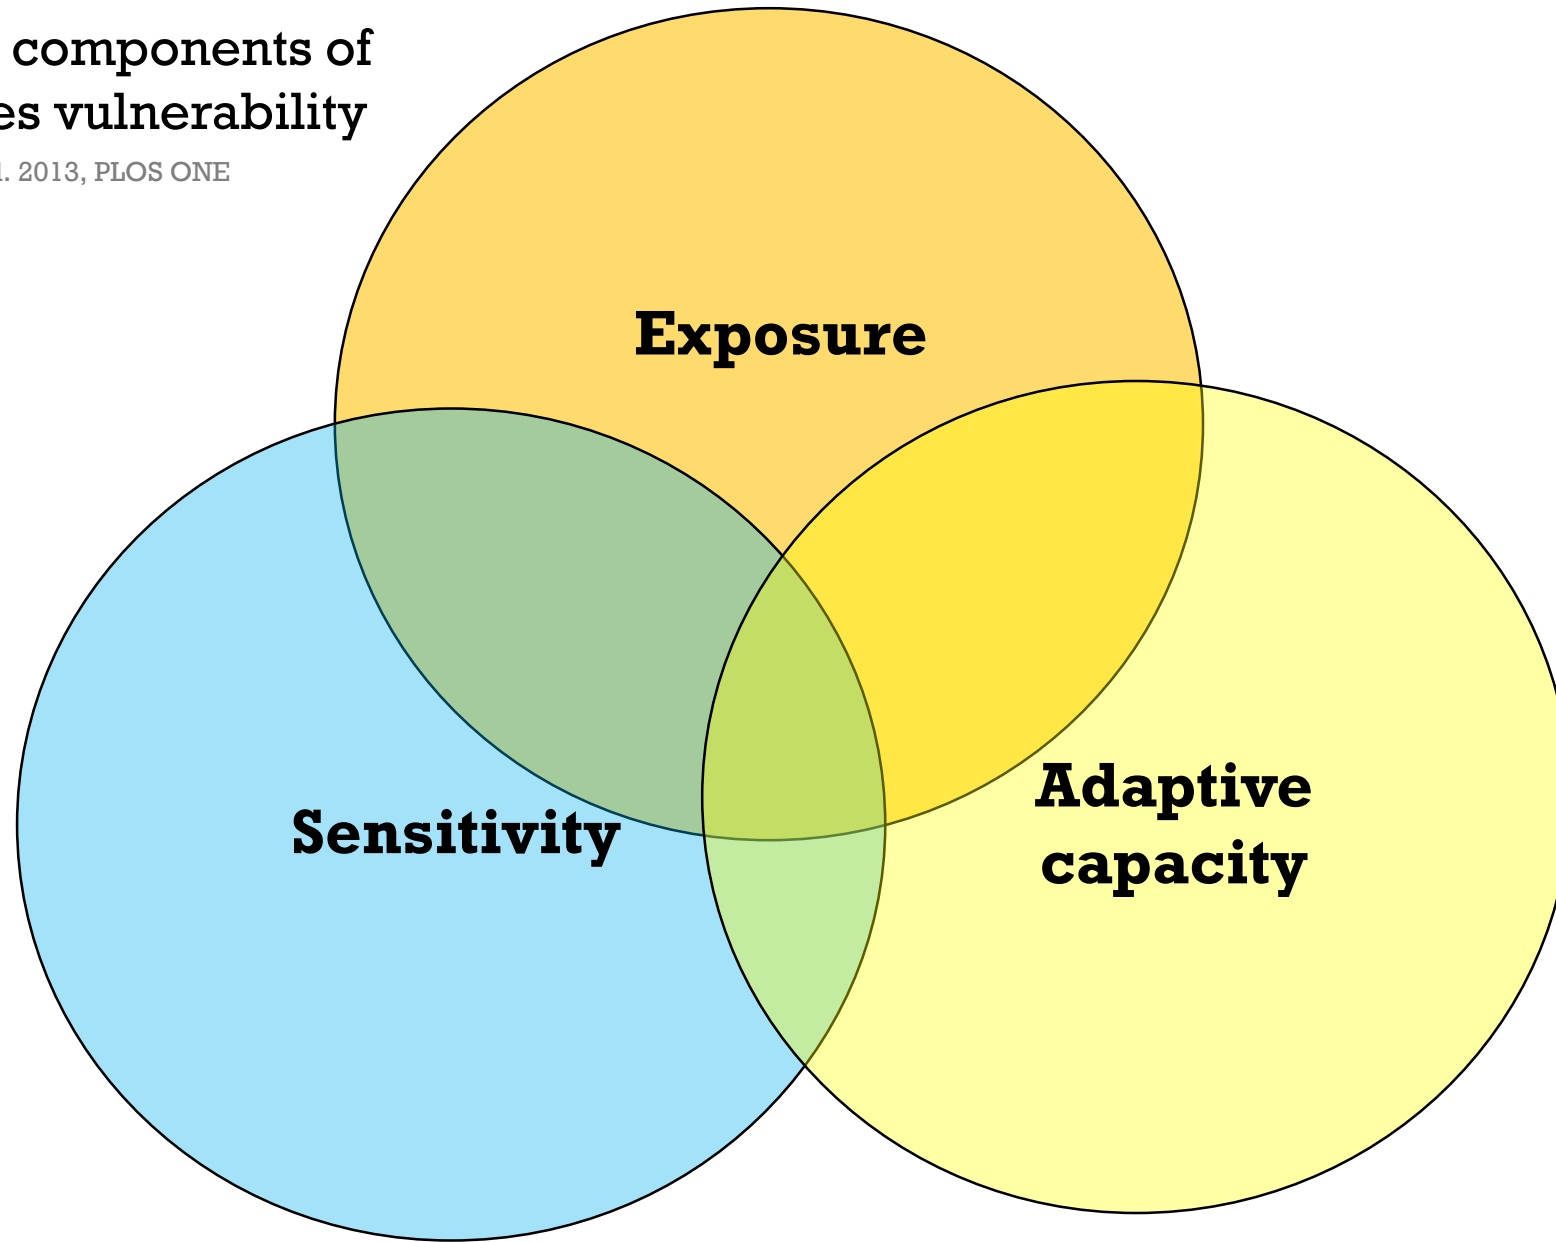 components of
es vulnerability
l. 2013, PLOS ONE
Exposure
Sensitivity
Adaptive
capacity